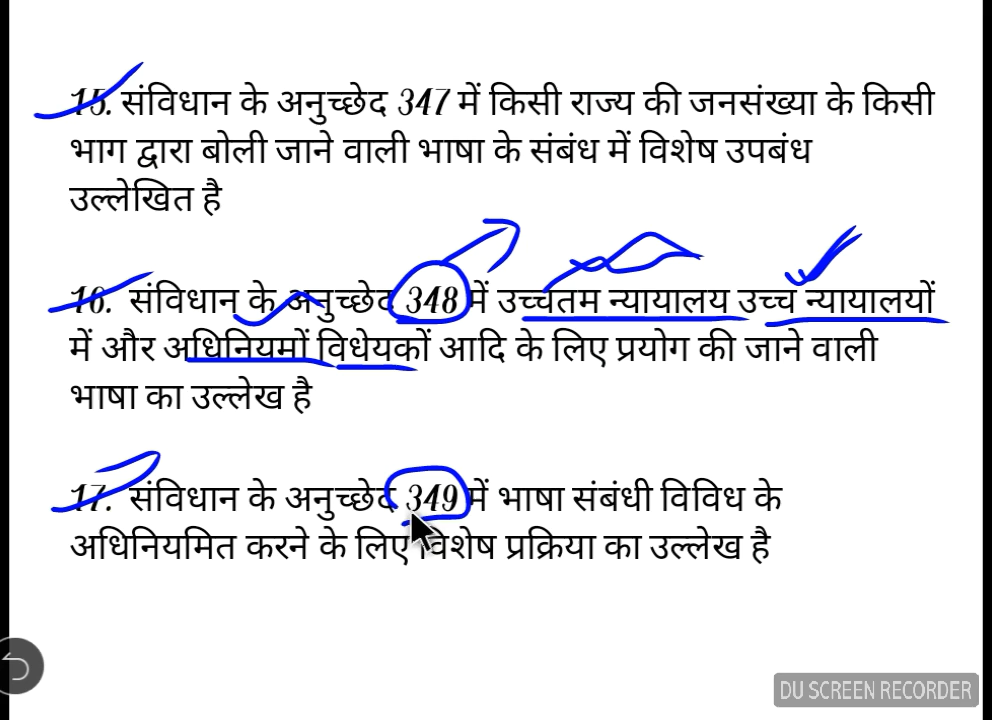 15. संविधान के अनुच्छेद 347 में किसी राज्य की जनसंख्या के किसी
भाग द्वारा बोली जाने वाली भाषा के संबंध में विशेष उपबंध
उल्लेखित है
16. संविधान के अनुच्छेद 348 में उच्चतम न्यायालय उच्च न्यायालयों
में और अधिनियमों विधेयकों आदि के लिए प्रयोग की जाने वाली
भाषा का उल्लेख है
17. संविधान के अनुच्छेद 349 में भाषा संबंधी विविध के
अधिनियमित करने के लिए विशेष प्रक्रिया का उल्लेख है
DU SCREEN RECORDER